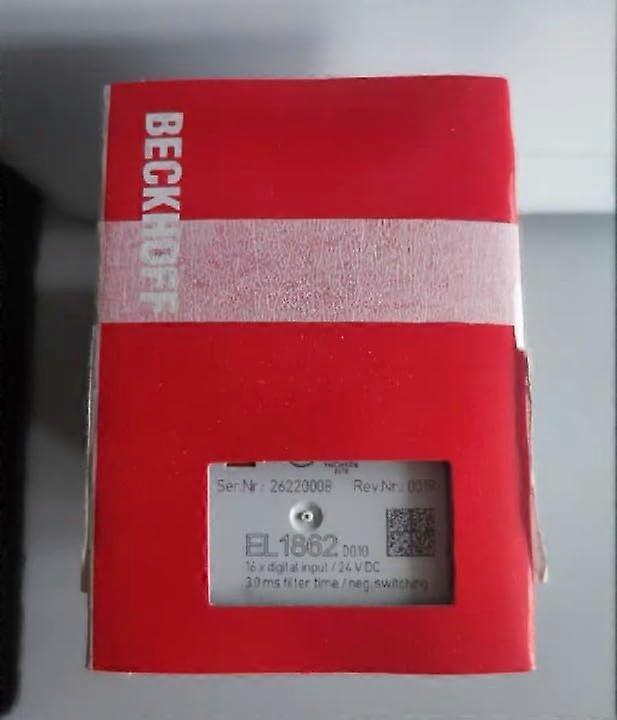 BECKHOFF
Ser.Nr.: 26220008 Rev.Nr.:
EL1862 0010
16 x digital input / 24 V DC
3.0 ms filter time / neg. switching